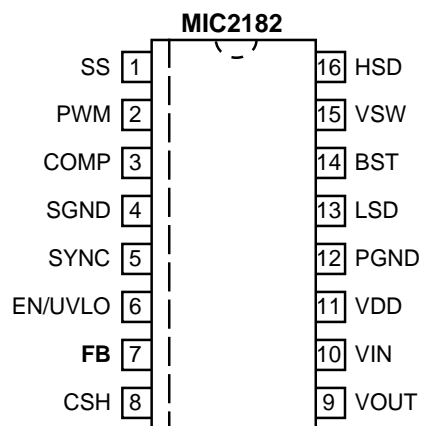 MIC2182
SS 1 16 HSD
PWM 2 15 VSW
COMP 3 14 BST
SGND 4 13 LSD
SYNC 5 12 PGND
EN/UVLO 6 11 VDD
FB 7 10 VIN
CSH 8 9 VOUT